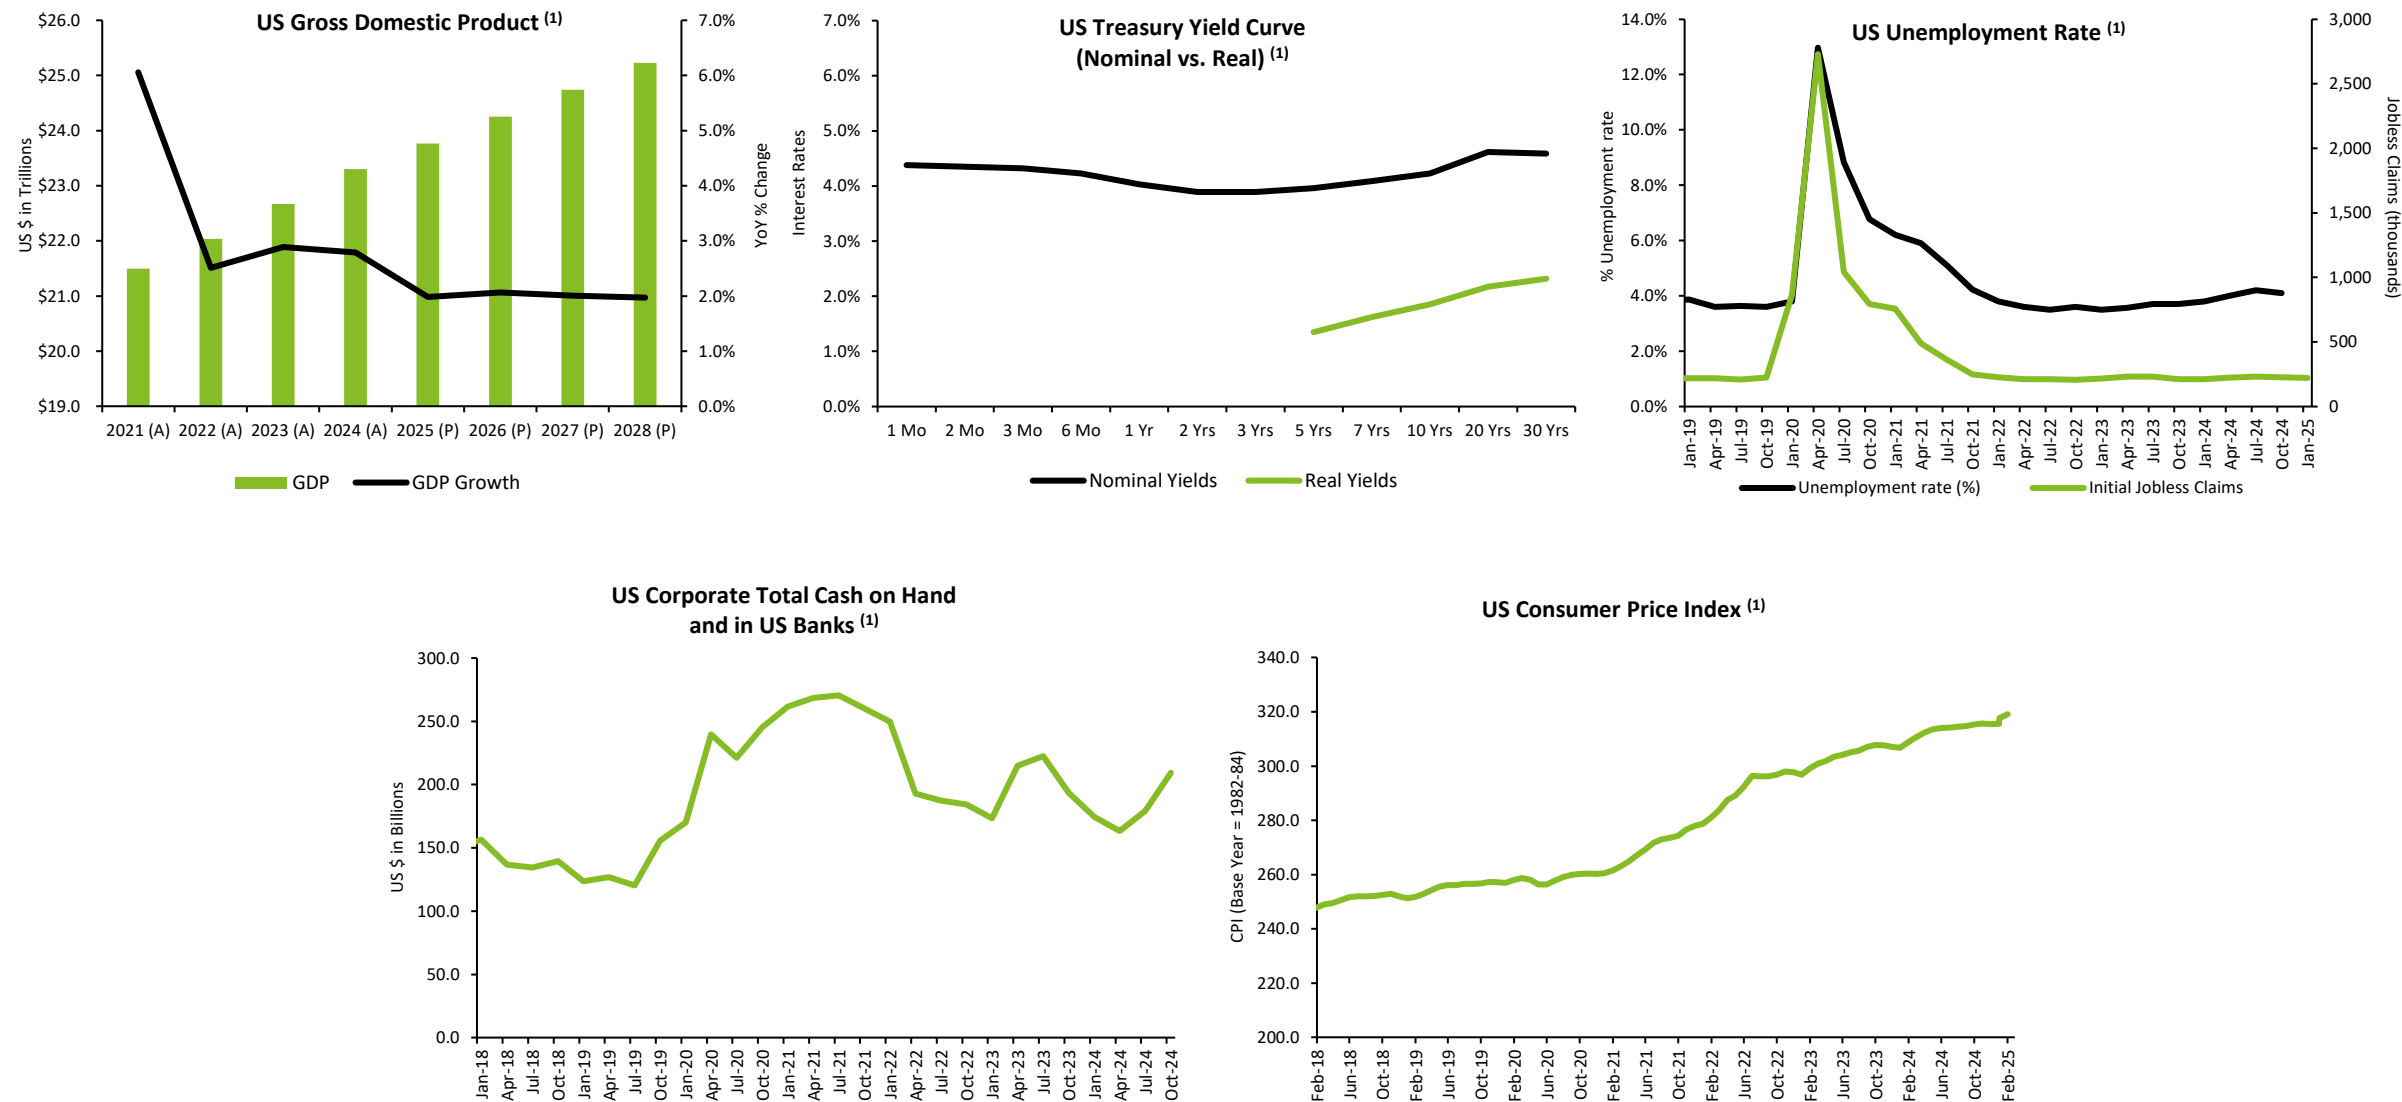 US Gross Domestic Product (1)
US $ in Trillions
$26.0
$25.0
$24.0
$23.0
$22.0
$21.0
$20.0
$19.0
7.0%
6.0%
5.0%
4.0%
3.0%
2.0%
1.0%
0.0%
YoY % Change
2021 (A) 2022 (A) 2023 (A) 2024 (A) 2025 (P) 2026 (P) 2027 (P) 2028 (P)
GDP GDP Growth
US Treasury Yield Curve
(Nominal vs. Real) (1)
Interest Rates
7.0%
6.0%
5.0%
4.0%
3.0%
2.0%
1.0%
0.0%
1 Mo 2 Mo 3 Mo 6 Mo 1 Yr 2 Yrs 3 Yrs 5 Yrs 7 Yrs 10 Yrs 20 Yrs 30 Yrs
Nominal Yields Real Yields
US Unemployment Rate (1)
% Unemployment rate
14.0%
12.0%
10.0%
8.0%
6.0%
4.0%
2.0%
0.0%
3,000
2,500
2,000
1,500
1,000
500
0
Jobless Claims (thousands)
Jan-19 Apr-19 Jul-19 Oct-19 Jan-20 Apr-20 Jul-20 Oct-20 Jan-21 Apr-21 Jul-21 Oct-21 Jan-22 Apr-22 Jul-22 Oct-22 Jan-23 Apr-23 Jul-23 Oct-23 Jan-24 Apr-24 Jul-24 Oct-24 Jan-25
Unemployment rate (%) Initial Jobless Claims
US Corporate Total Cash on Hand
and in US Banks (1)
US $ in Billions
300.0
250.0
200.0
150.0
100.0
50.0
0.0
Jan-18 Apr-18 Jul-18 Oct-18 Jan-19 Apr-19 Jul-19 Oct-19 Jan-20 Apr-20 Jul-20 Oct-20 Jan-21 Apr-21 Jul-21 Oct-21 Jan-22 Apr-22 Jul-22 Oct-22 Jan-23 Apr-23 Jul-23 Oct-23 Jan-24 Apr-24 Jul-24 Oct-24
US Consumer Price Index (1)
CPI (Base Year = 1982-84)
340.0
320.0
300.0
280.0
260.0
240.0
220.0
200.0
Feb-18 Jun-18 Oct-18 Feb-19 Jun-19 Oct-19 Feb-20 Jun-20 Oct-20 Feb-21 Jun-21 Oct-21 Feb-22 Jun-22 Oct-22 Feb-23 Jun-23 Oct-23 Feb-24 Jun-24 Oct-24 Feb-25